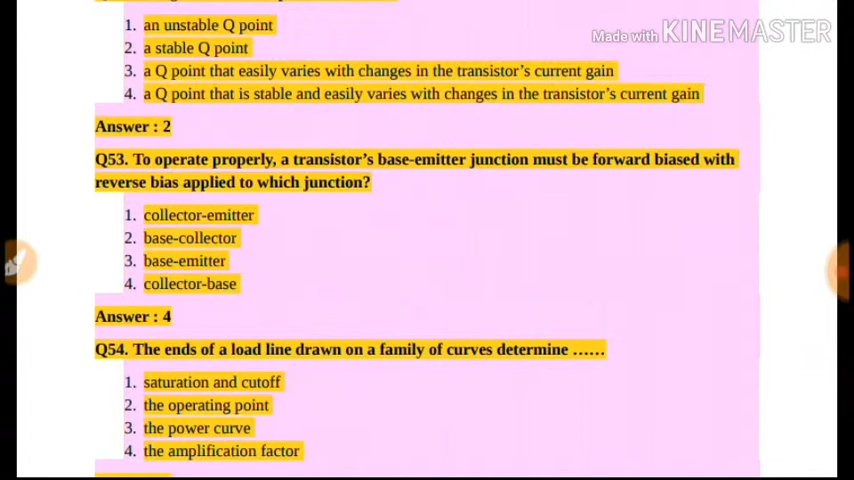 1. an unstable Q point
2. a stable Q point
3. a Q point that easily varies with changes in the transistor's current gain
4. a Q point that is stable and easily varies with changes in the transistor's current gain
Made with KINEMASTER
Answer : 2
Q53. To operate properly, a transistor's base-emitter junction must be forward biased with
reverse bias applied to which junction?
1. collector-emitter
2. base-collector
3. base-emitter
4. collector-base
Answer : 4
Q54. The ends of a load line drawn on a family of curves determine ……
1. saturation and cutoff
2. the operating point
3. the power curve
4. the amplification factor